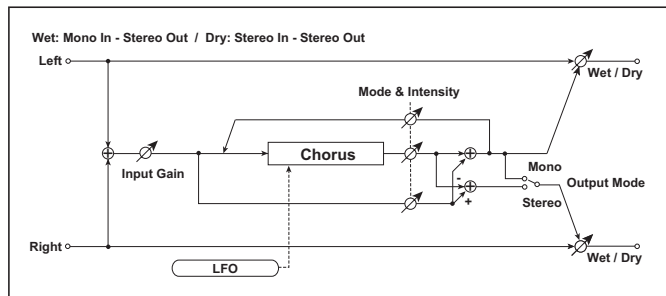 Wet: Mono In - Stereo Out / Dry: Stereo In - Stereo Out
Left
Wet / Dry
Mode & Intensity
Chorus
Input Gain
Mono
Output Mode
-
+
Stereo
Right
Wet / Dry
LFO